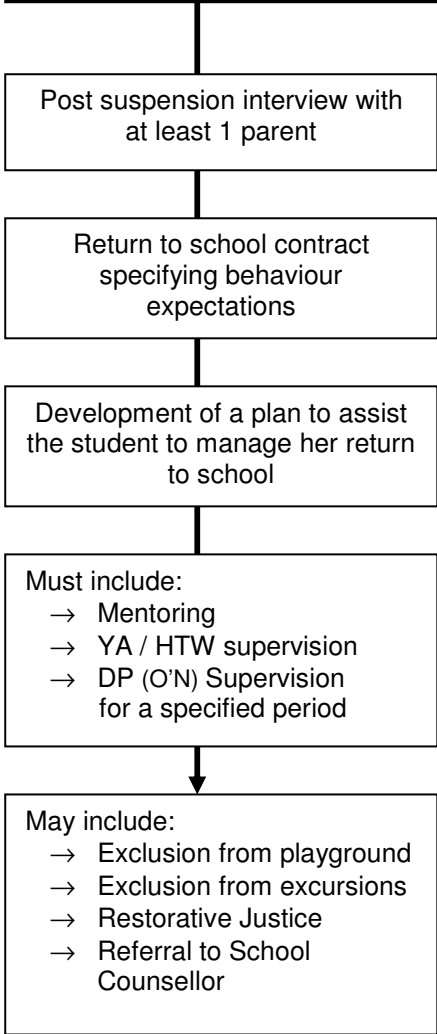 Post suspension interview with
at least 1 parent
Return to school contract
specifying behaviour
expectations
Development of a plan to assist
the student to manage her return
to school
Must include:
→ Mentoring
→ YA / HTW supervision
→ DP (O'N) Supervision
for a specified period
May include:
→ Exclusion from playground
→ Exclusion from excursions
→ Restorative Justice
→ Referral to School
Counsellor